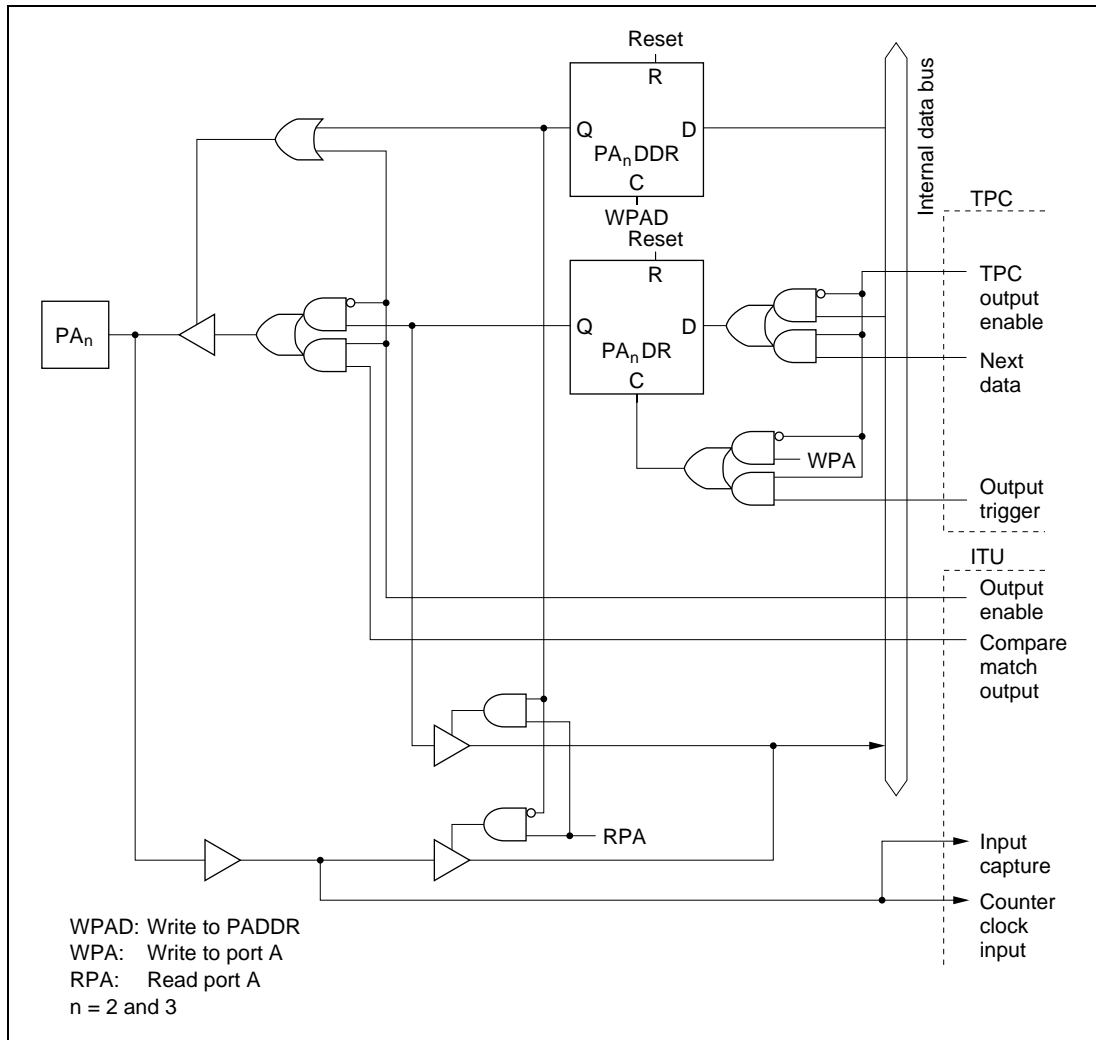 Reset
R
Q
D
PAnDDR
C
WPAD
Reset
R
Q
D
PAnDR
C
PAn
Internal data bus
TPC
TPC
output
enable
Next
data
WPA
Output
trigger
ITU
Output
enable
Compare
match
output
RPA
Input
capture
Counter
clock
input
WPAD: Write to PADDR
WPA: Write to port A
RPA: Read port A
n = 2 and 3